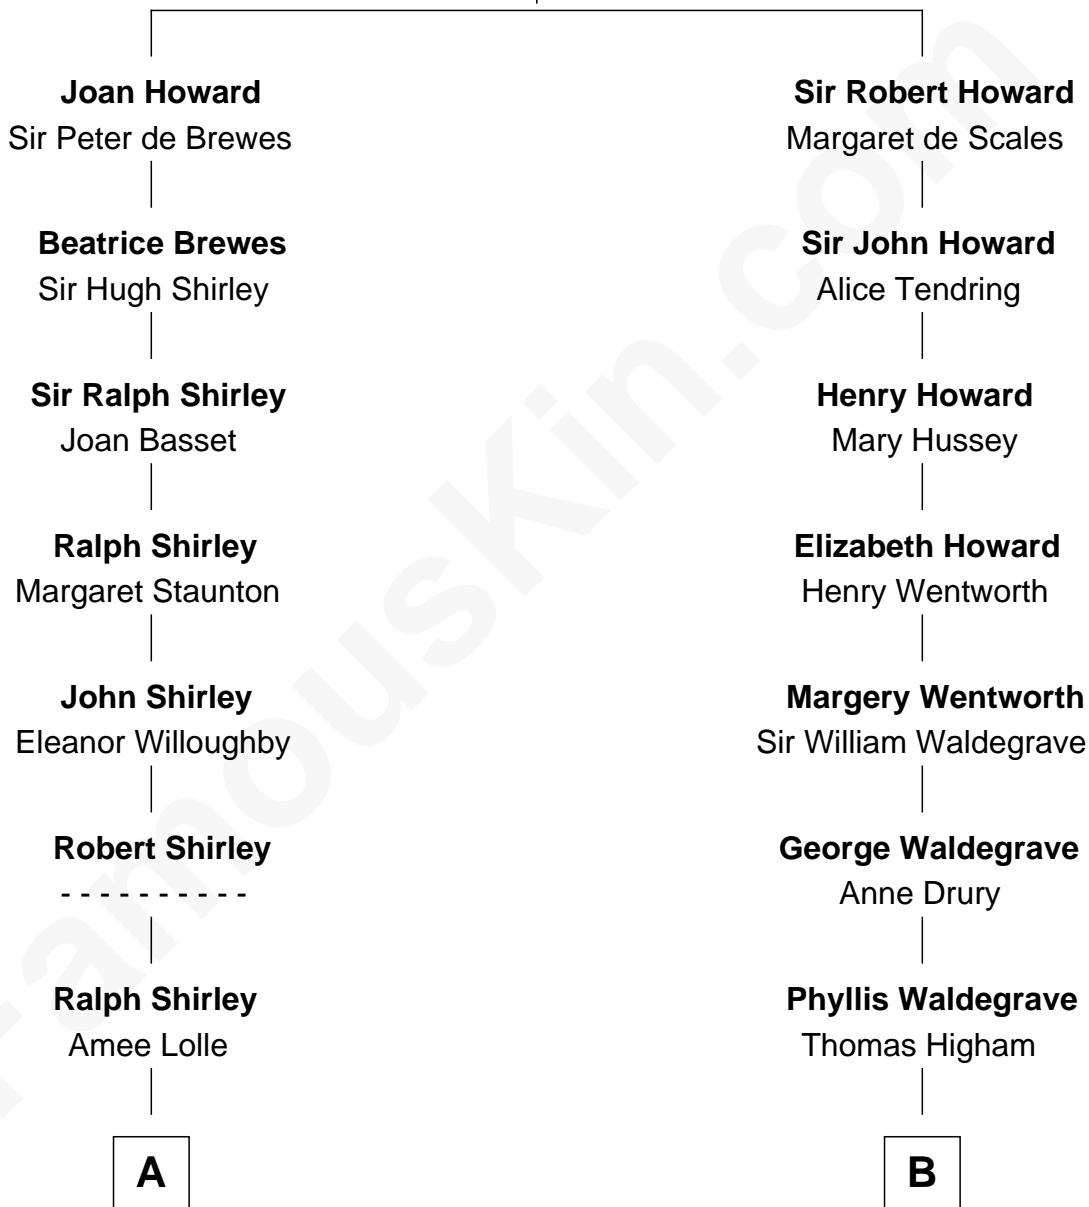 Joan Howard
Sir Peter de Brewes
Beatrice Brewes
Sir Hugh Shirley
Sir Ralph Shirley
Joan Basset
Ralph Shirley
Margaret Staunton
John Shirley
Eleanor Willoughby
Robert Shirley
- - - - - - - - - -
Ralph Shirley
Amee Lolle
A
Sir Robert Howard
Margaret de Scales
Sir John Howard
Alice Tendring
Henry Howard
Mary Hussey
Elizabeth Howard
Henry Wentworth
Margery Wentworth
Sir William Waldegrave
George Waldegrave
Anne Drury
Phyllis Waldegrave
Thomas Higham
B
FamousKin.com